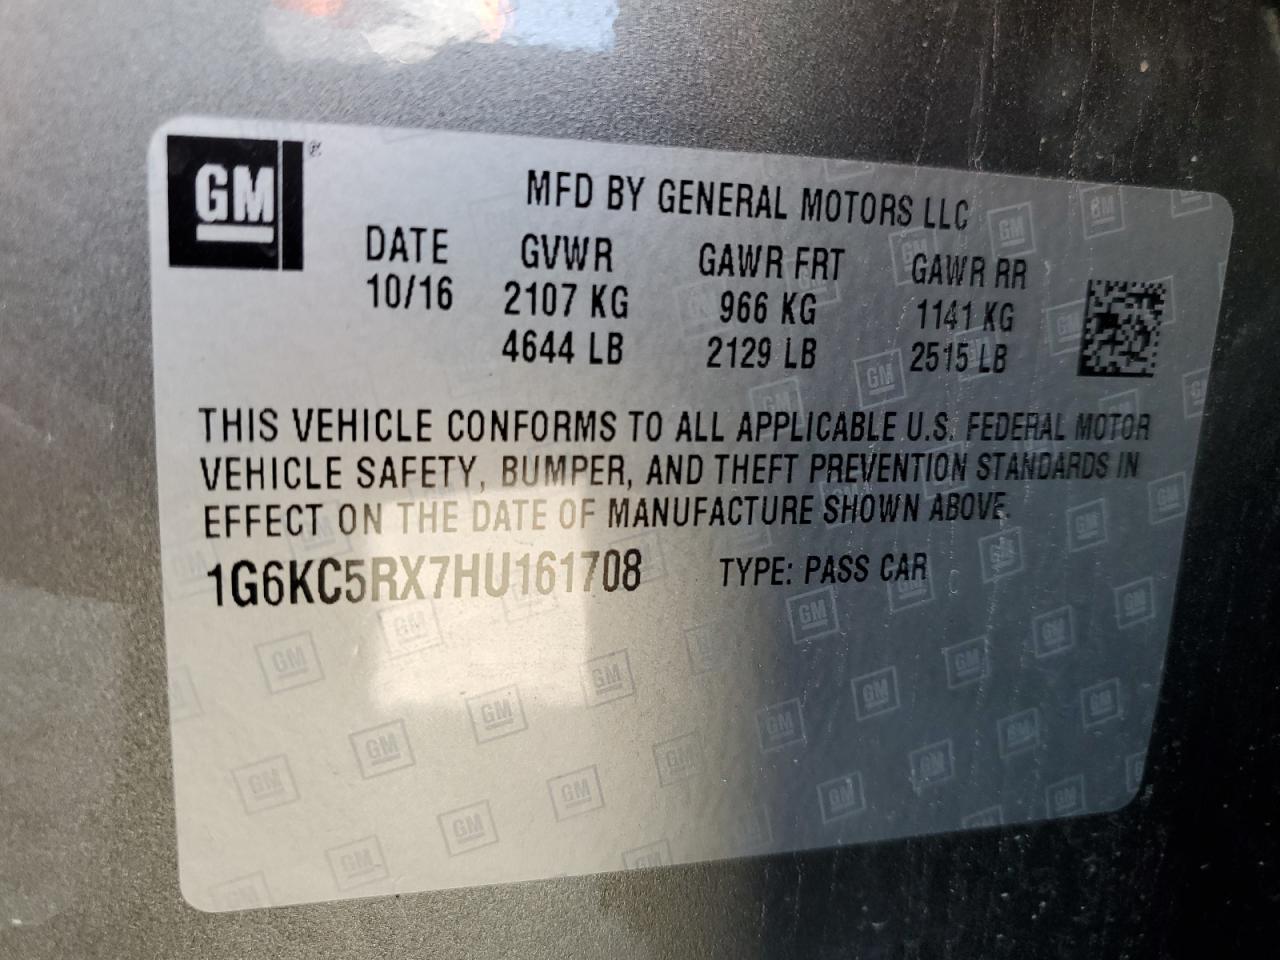 GM®
MFD BY GENERAL MOTORS LLC
DATE GVWR GAWR FRT GAWR RR
10/16 2107 KG 966 KG 1141 KG
4644 LB 2129 LB 2515 LB
THIS VEHICLE CONFORMS TO ALL APPLICABLE U.S. FEDERAL MOTOR
VEHICLE SAFETY, BUMPER, AND THEFT PREVENTION STANDARDS IN
EFFECT ON THE DATE OF MANUFACTURE SHOWN ABOVE.
1G6KC5RX7HU161708 TYPE: PASS CAR